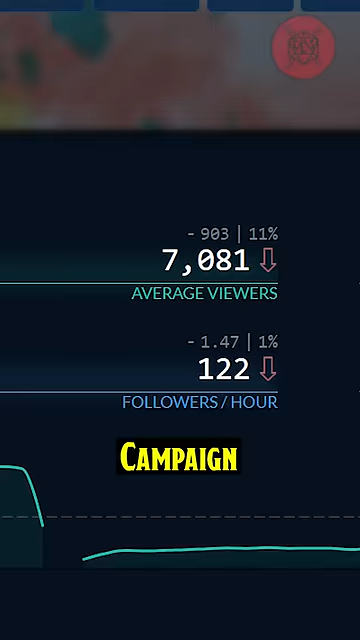 - 903 | 11%
7,081
AVERAGE VIEWERS
- 1.47 | 1%
122
FOLLOWERS / HOUR
CAMPAIGN